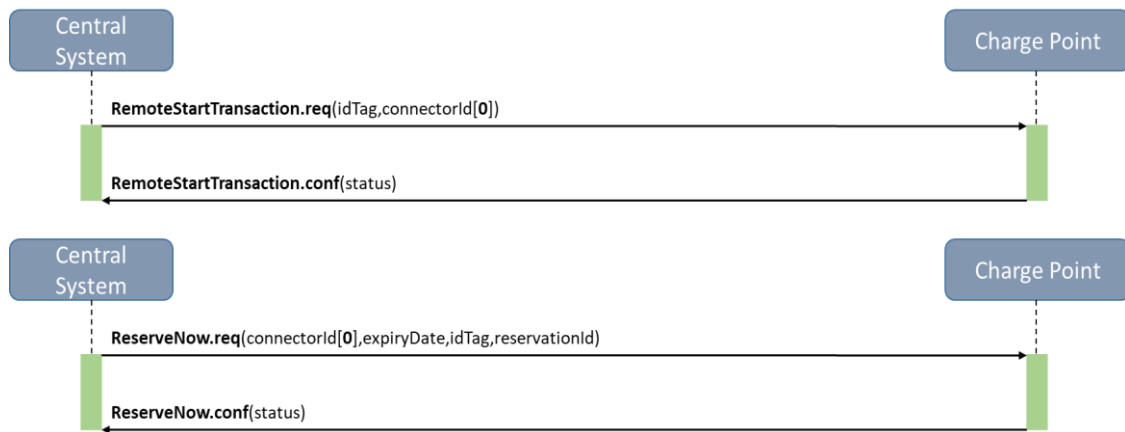 Central
System
Charge Point
RemoteStartTransaction.req(idTag,connectorId[0])
RemoteStartTransaction.conf(status)
Central
System
Charge Point
ReserveNow.req(connectorId[0],expiryDate,idTag,reservationId)
ReserveNow.conf(status)